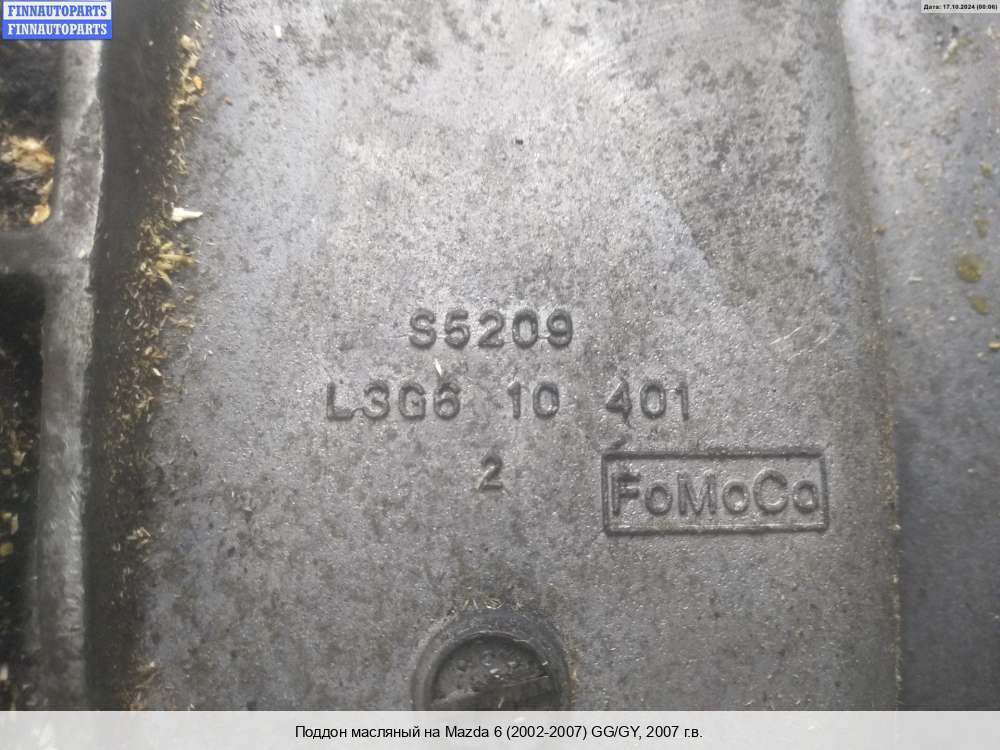 FINNAUTOPARTS
FINNAUTOPARTS
Дата: 17.10.2024 (00:06)
S5209
L3G6 10 401
2
FoMoCo
Поддон масляный на Mazda 6 (2002-2007) GG/GY, 2007 г.в.